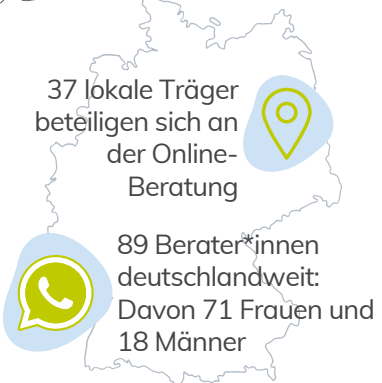 37 lokale Träger
beteiligen sich an
der Online-
Beratung
89 Berater*innen
deutschlandweit:
Davon 71 Frauen und
18 Männer